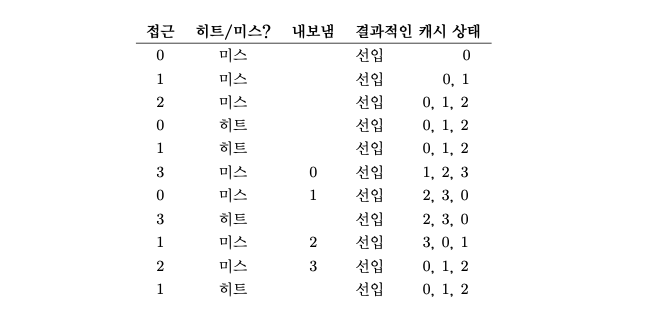 접근 히트/미스? 내보냄 결과적인 캐시 상태
0 미스 선입 0
1 미스 선입 0, 1
2 미스 선입 0, 1, 2
0 히트 선입 0, 1, 2
1 히트 선입 0, 1, 2
3 미스 0 선입 1, 2, 3
0 미스 1 선입 2, 3, 0
3 히트 선입 2, 3, 0
1 미스 2 선입 3, 0, 1
2 미스 3 선입 0, 1, 2
1 히트 선입 0, 1, 2